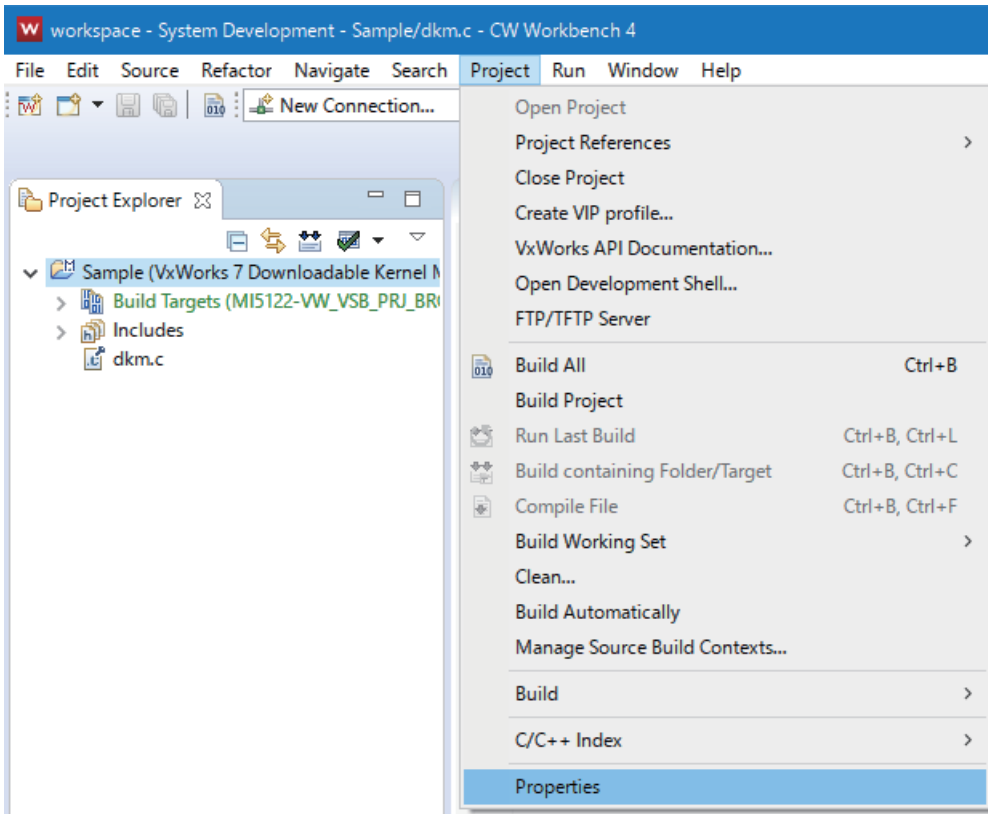 W workspace - System Development - Sample/dkm.c - CW Workbench 4
File Edit Source Refactor Navigate Search Project Run Window Help
New Connection...
Project Explorer
Sample (VxWorks 7 Downloadable Kernel M
Build Targets (MI5122-VW_VSB_PRJ_BR
Includes
dkm.c
Open Project
Project References
Close Project
Create VIP profile...
VxWorks API Documentation...
Open Development Shell...
FTP/TFTP Server
Build All Ctrl+B
Build Project
Run Last Build Ctrl+B, Ctrl+L
Build containing Folder/Target Ctrl+B, Ctrl+C
Compile File Ctrl+B, Ctrl+F
Build Working Set
Clean...
Build Automatically
Manage Source Build Contexts...
Build
C/C++ Index
Properties